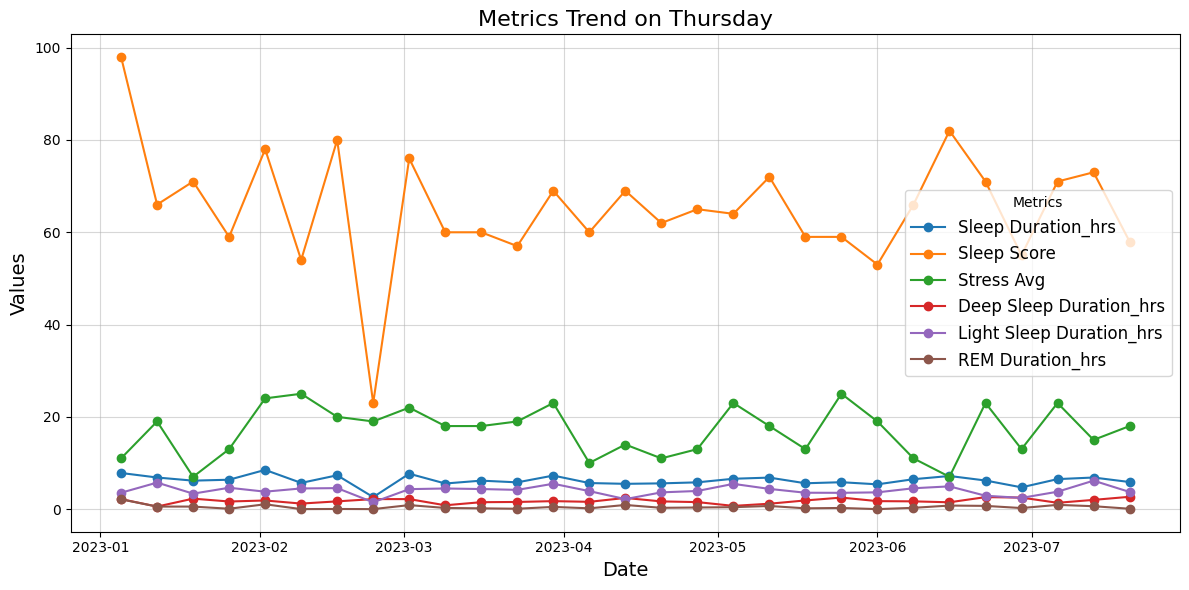 Metrics Trend on Thursday
Values
100
80
60
40
20
0
Metrics
Sleep Duration_hrs
Sleep Score
Stress Avg
Deep Sleep Duration_hrs
Light Sleep Duration_hrs
REM Duration_hrs
2023-01 2023-02 2023-03 2023-04 2023-05 2023-06 2023-07
Date